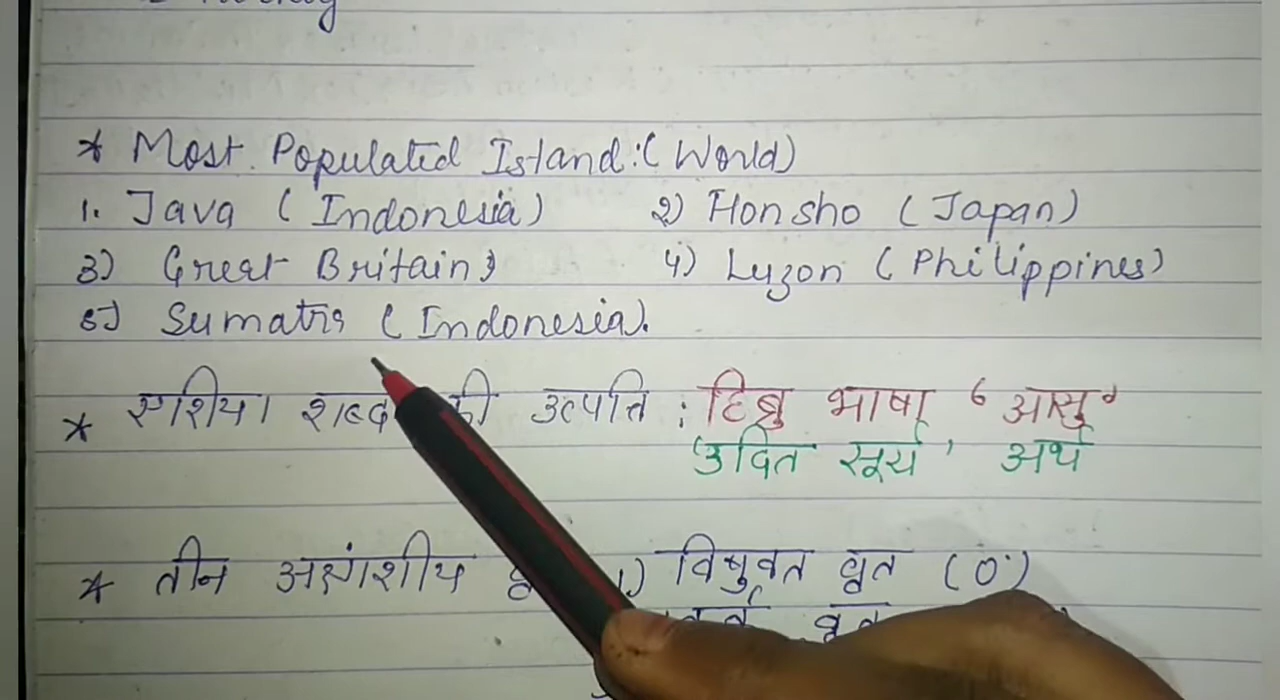 * Most Populated Island:(World)
1. Java (Indonesia) 2) Honsho (Japan)
3) Great Britain) 4) Luzon (Philippines)
5) Sumatra (Indonesia).
* एशिया शब्द की उत्पत्ति : हिब्रु भाषा 'आसु'
'उदित सूर्य' अर्थ
* तीन अक्षांशीय 1) विषुवत वृत (0°)
वृत